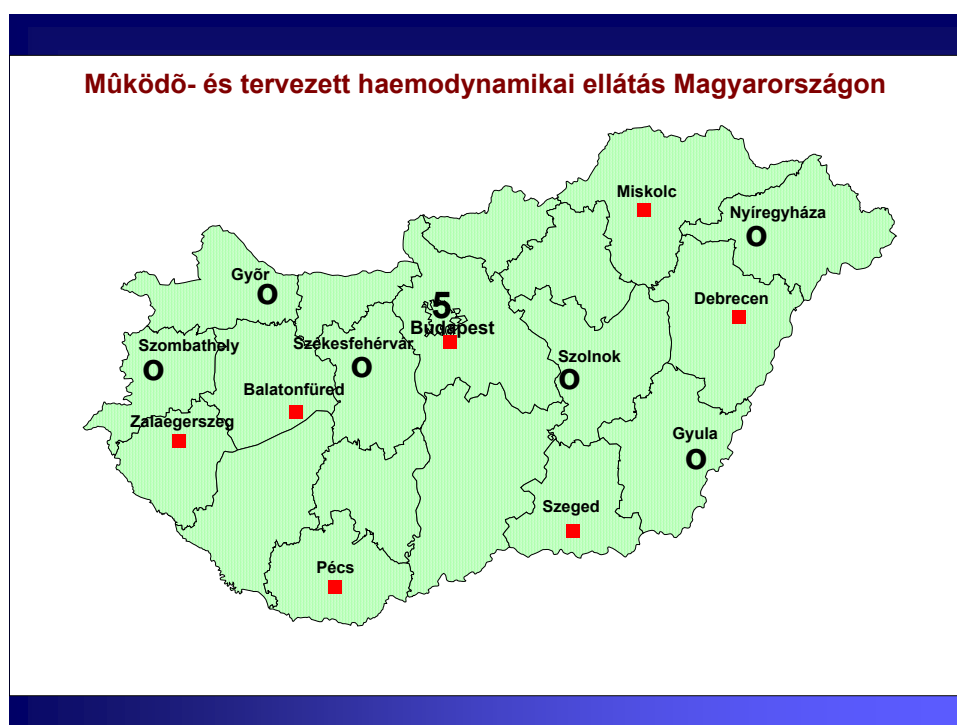 Mûködõ- és tervezett haemodynamikai ellátás Magyarországon
Miskolc
Nyíregyháza
o
Gyõr
o
5
Debrecen
Budapest
Szombathely
o
Székesfehérvár
o
Szolnok
o
Balatonfüred
Zalaegerszeg
Gyula
o
Szeged
Pécs